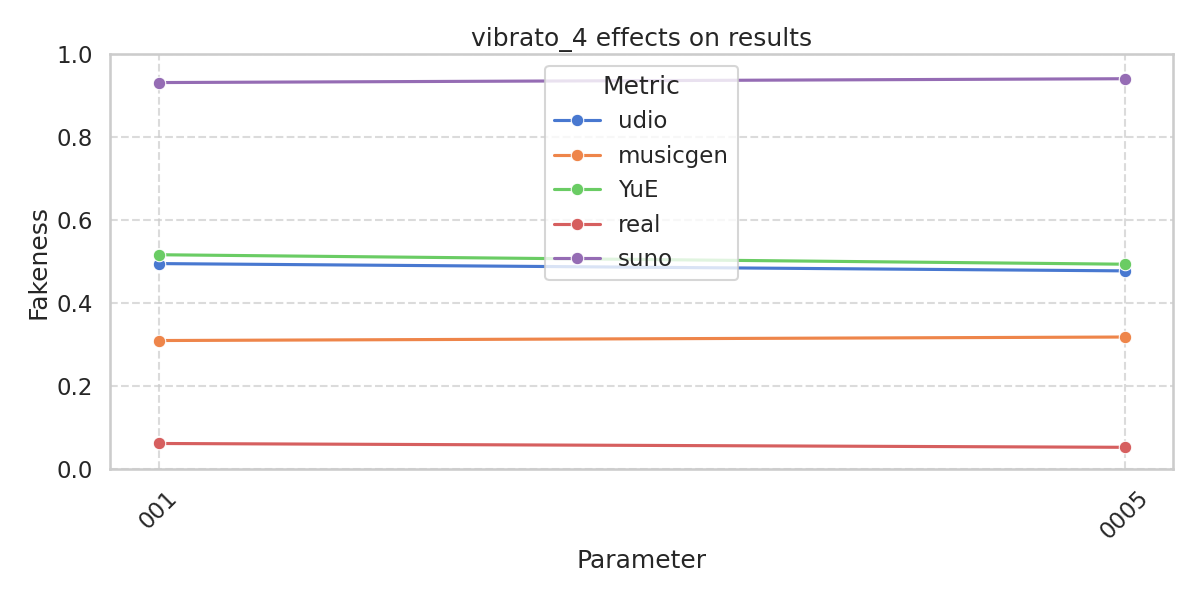 vibrato_4 effects on results
1.0
0.8
0.6
0.4
0.2
0.0
Fakeness
Metric
udio
musicgen
YuE
real
suno
001
0005
Parameter